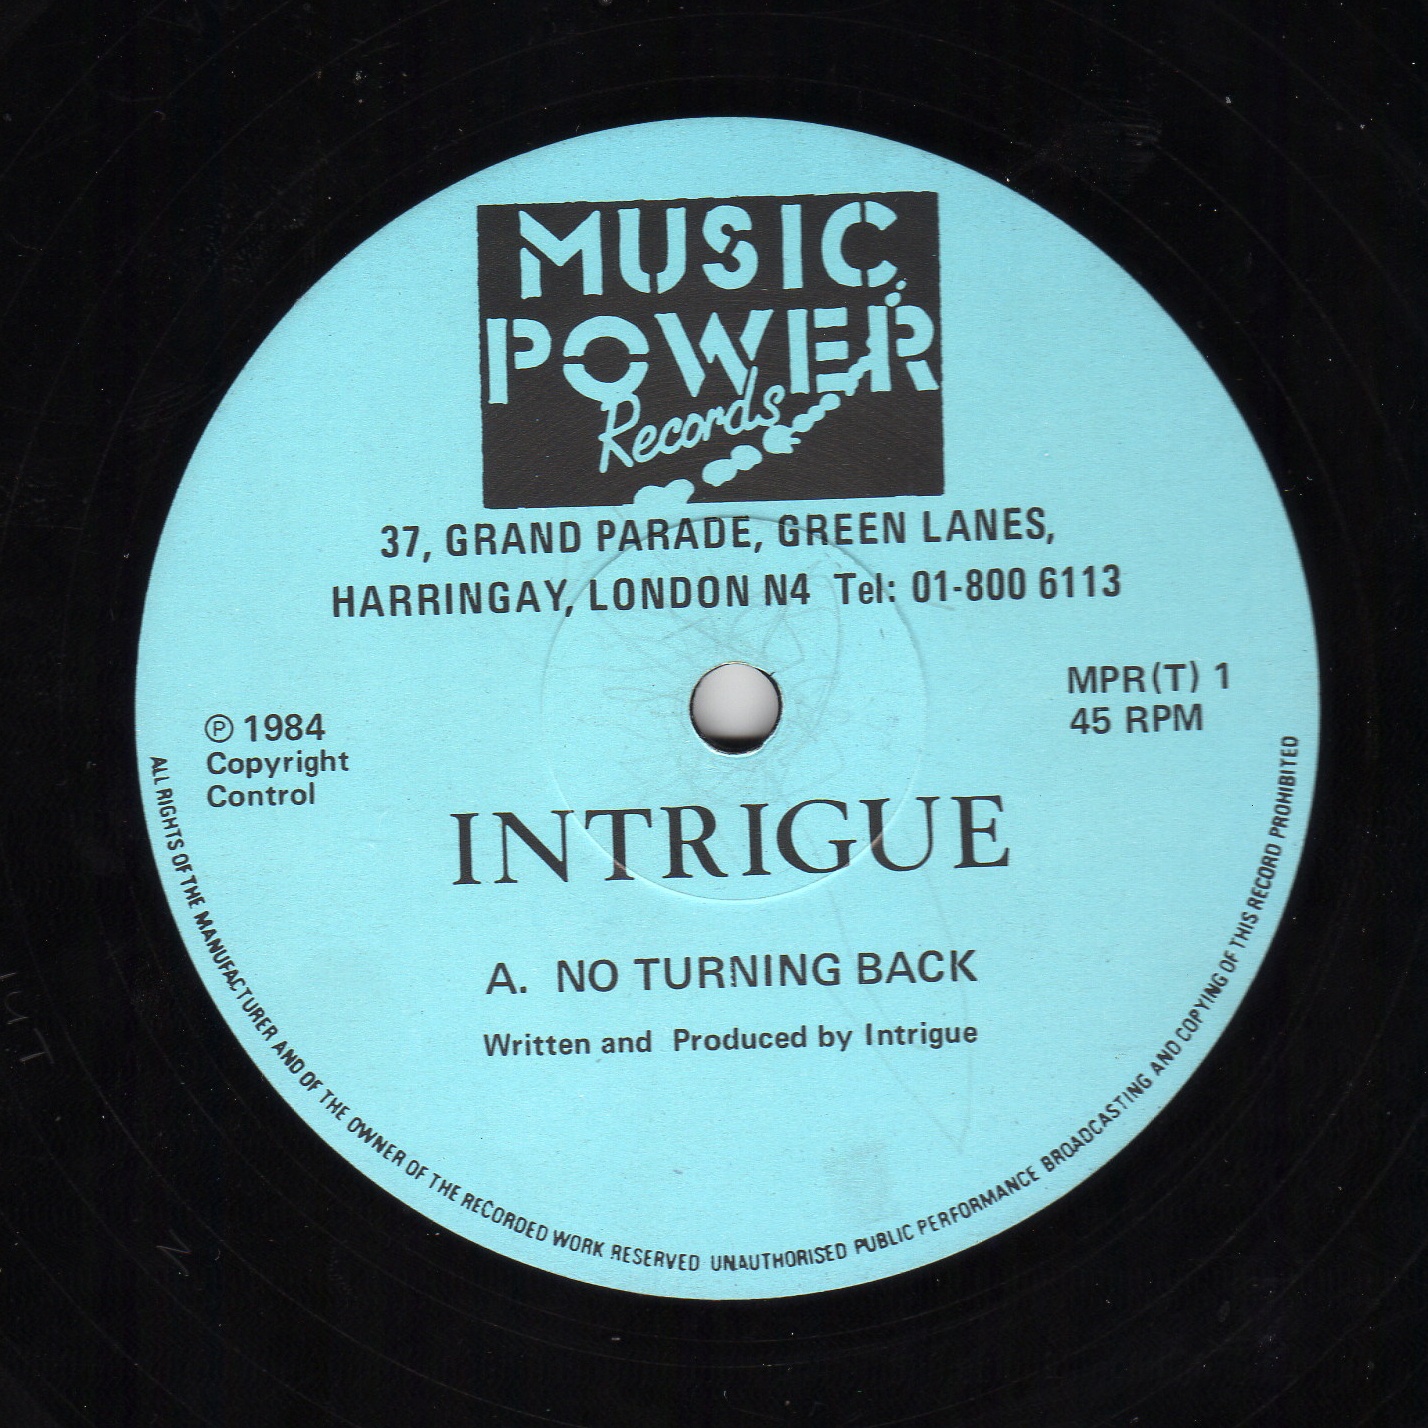 MUSIC
POWER
Records
37, GRAND PARADE, GREEN LANES,
HARRINGAY, LONDON N4 Tel: 01-800 6113
MPR(T) 1
45 RPM
℗ 1984
Copyright
Control
INTRIGUE
A. NO TURNING BACK
Written and Produced by Intrigue
ALL RIGHTS OF THE MANUFACTURER AND OF THE OWNER OF THE RECORDED WORK RESERVED UNAUTHORISED PUBLIC PERFORMANCE BROADCASTING AND COPYING OF THIS RECORD PROHIBITED